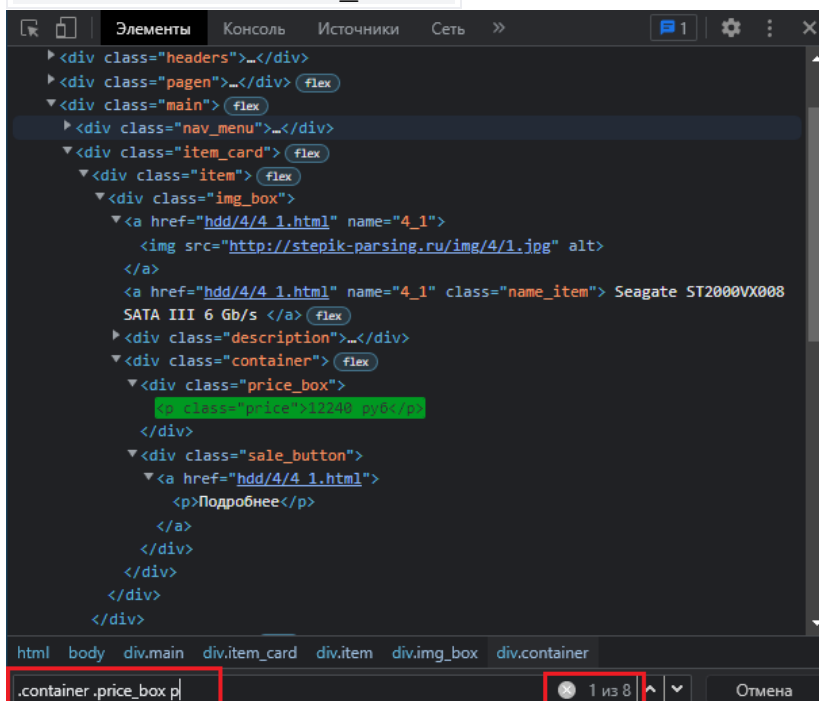 Элементы Консоль Источники Сеть » 1
<div class="headers">…</div>
<div class="pagen">…</div> flex
<div class="main"> flex
<div class="nav_menu">…</div>
<div class="item_card"> flex
<div class="item"> flex
<div class="img_box">
<a href="hdd/4/4_1.html" name="4_1">
<img src="http://stepik-parsing.ru/img/4/1.jpg" alt>
</a>
<a href="hdd/4/4_1.html" name="4_1" class="name_item"> Seagate ST2000VX008
SATA III 6 Gb/s </a> flex
<div class="description">…</div>
<div class="container"> flex
<div class="price_box">
<p class="price">12240 руб</p>
</div>
<div class="sale_button">
<a href="hdd/4/4_1.html">
<p>Подробнее</p>
</a>
</div>
</div>
</div>
</div>
html body div.main div.item_card div.item div.img_box div.container
.container .price_box p 1 из 8 Отмена